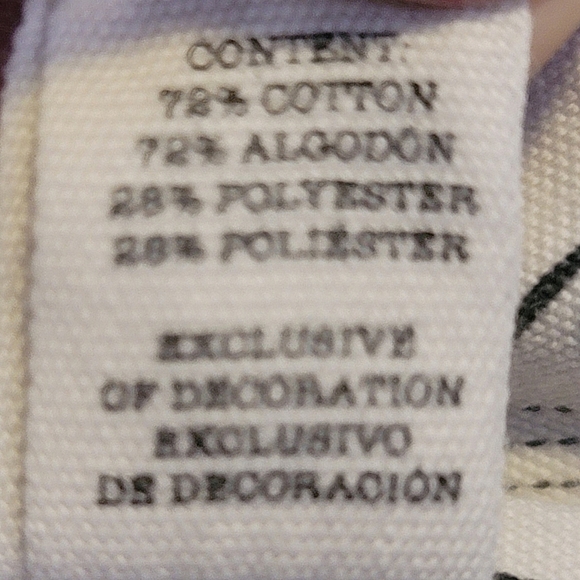 CONTENT:
72% COTTON
72% ALGODÓN
28% POLYESTER
28% POLIÉSTER
EXCLUSIVE
OF DECORATION
EXCLUSIVO
DE DECORACIÓN